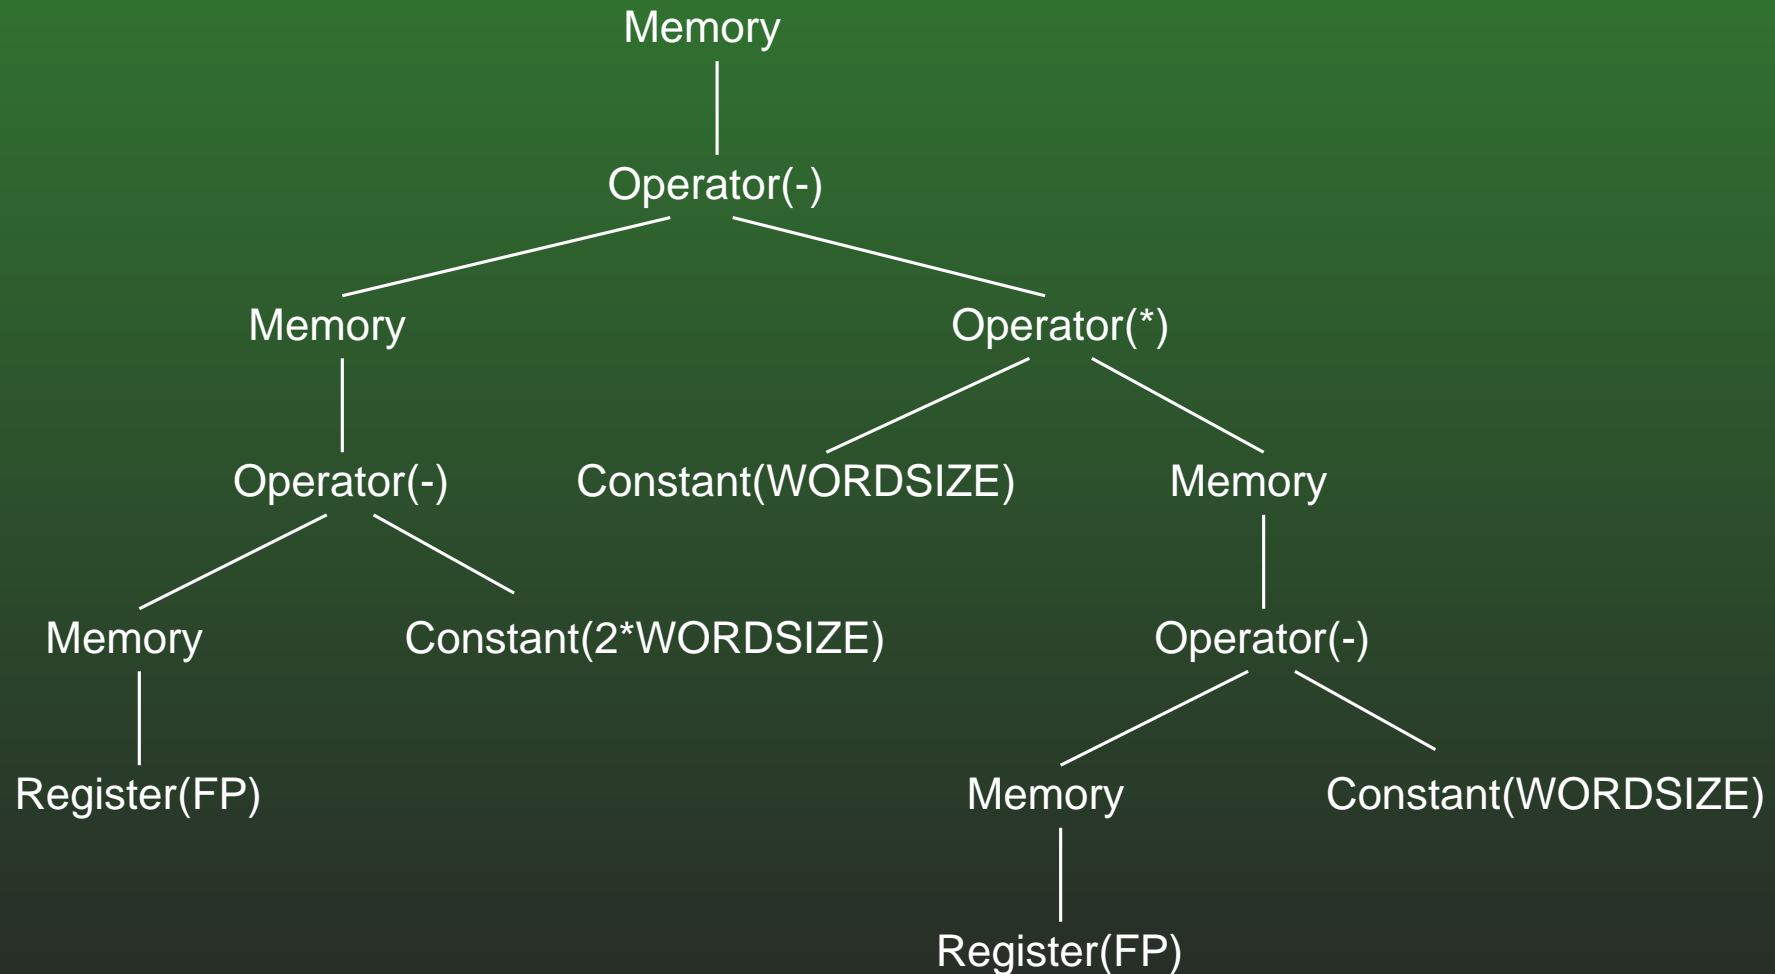 Memory
Operator(-)
Memory
Operator(*)
Operator(-)
Constant(WORDSIZE)
Memory
Memory
Constant(2*WORDSIZE)
Operator(-)
Register(FP)
Memory
Constant(WORDSIZE)
Register(FP)